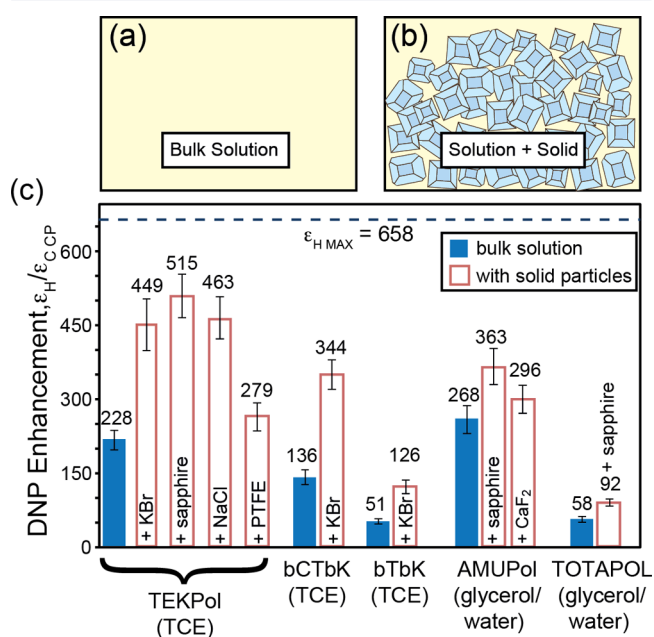 (a)
Bulk Solution
(b)
Solution + Solid
(c)
DNP Enhancement, ε_H/ε_C CP
600
450
300
150
0
ε_H MAX = 658
bulk solution
with solid particles
228
449
515
463
279
136
344
51
126
268
363
296
58
92
+ KBr
+ sapphire
+ NaCl
+ PTFE
+ KBr
+ KBr
+ sapphire
+ CaF₂
+ sapphire
TEKPol
(TCE)
bCTbK
(TCE)
bTbK
(TCE)
AMUPol
(glycerol/
water)
TOTAPOL
(glycerol/
water)